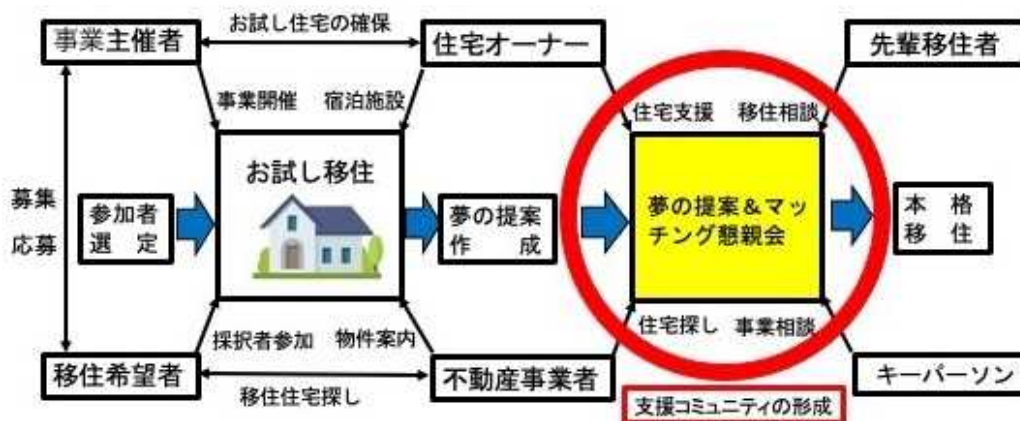 事業主催者
お試し住宅の確保
住宅オーナー
先輩移住者
事業開催
宿泊施設
住宅支援
移住相談
募集
応募
参加者
選定
お試し移住
夢の提案
作成
夢の提案＆マッ
チング懇親会
本格
移住
採択者参加
物件案内
住宅探し
事業相談
移住希望者
移住住宅探し
不動産事業者
キーパーソン
支援コミュニティの形成